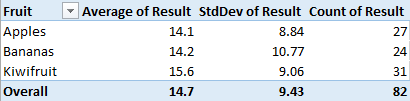 Fruit Average of Result StdDev of Result Count of Result
Apples 14.1 8.84 27
Bananas 14.2 10.77 24
Kiwifruit 15.6 9.06 31
Overall 14.7 9.43 82